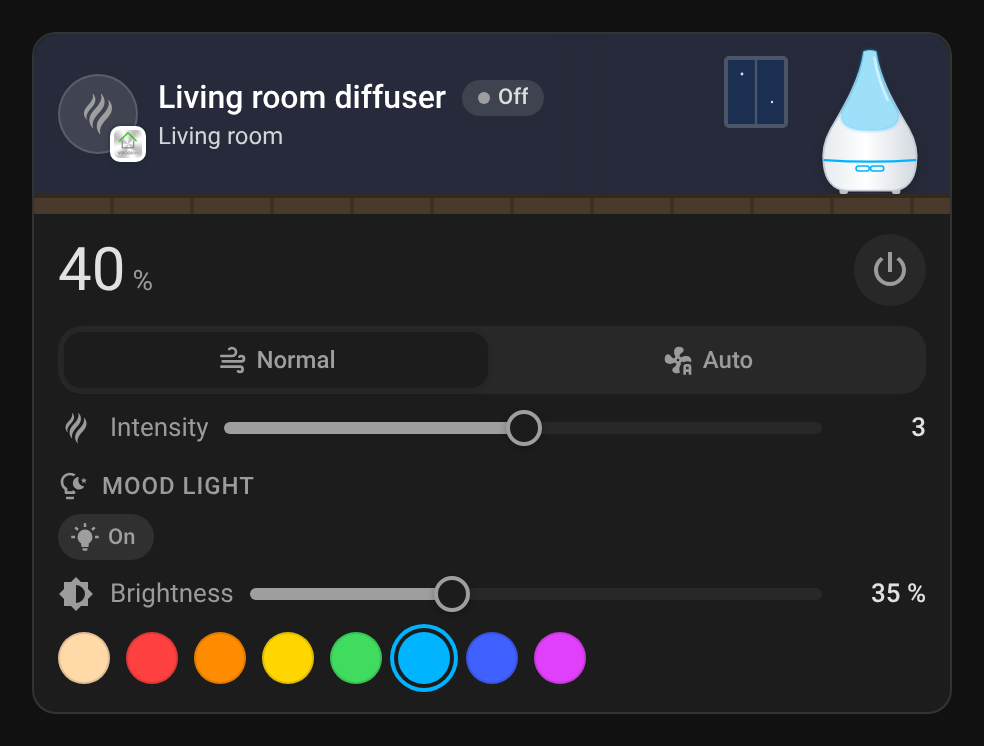 Living room diffuser Off
Living room
40 %
Normal Auto
Intensity 3
MOOD LIGHT
On
Brightness 35 %